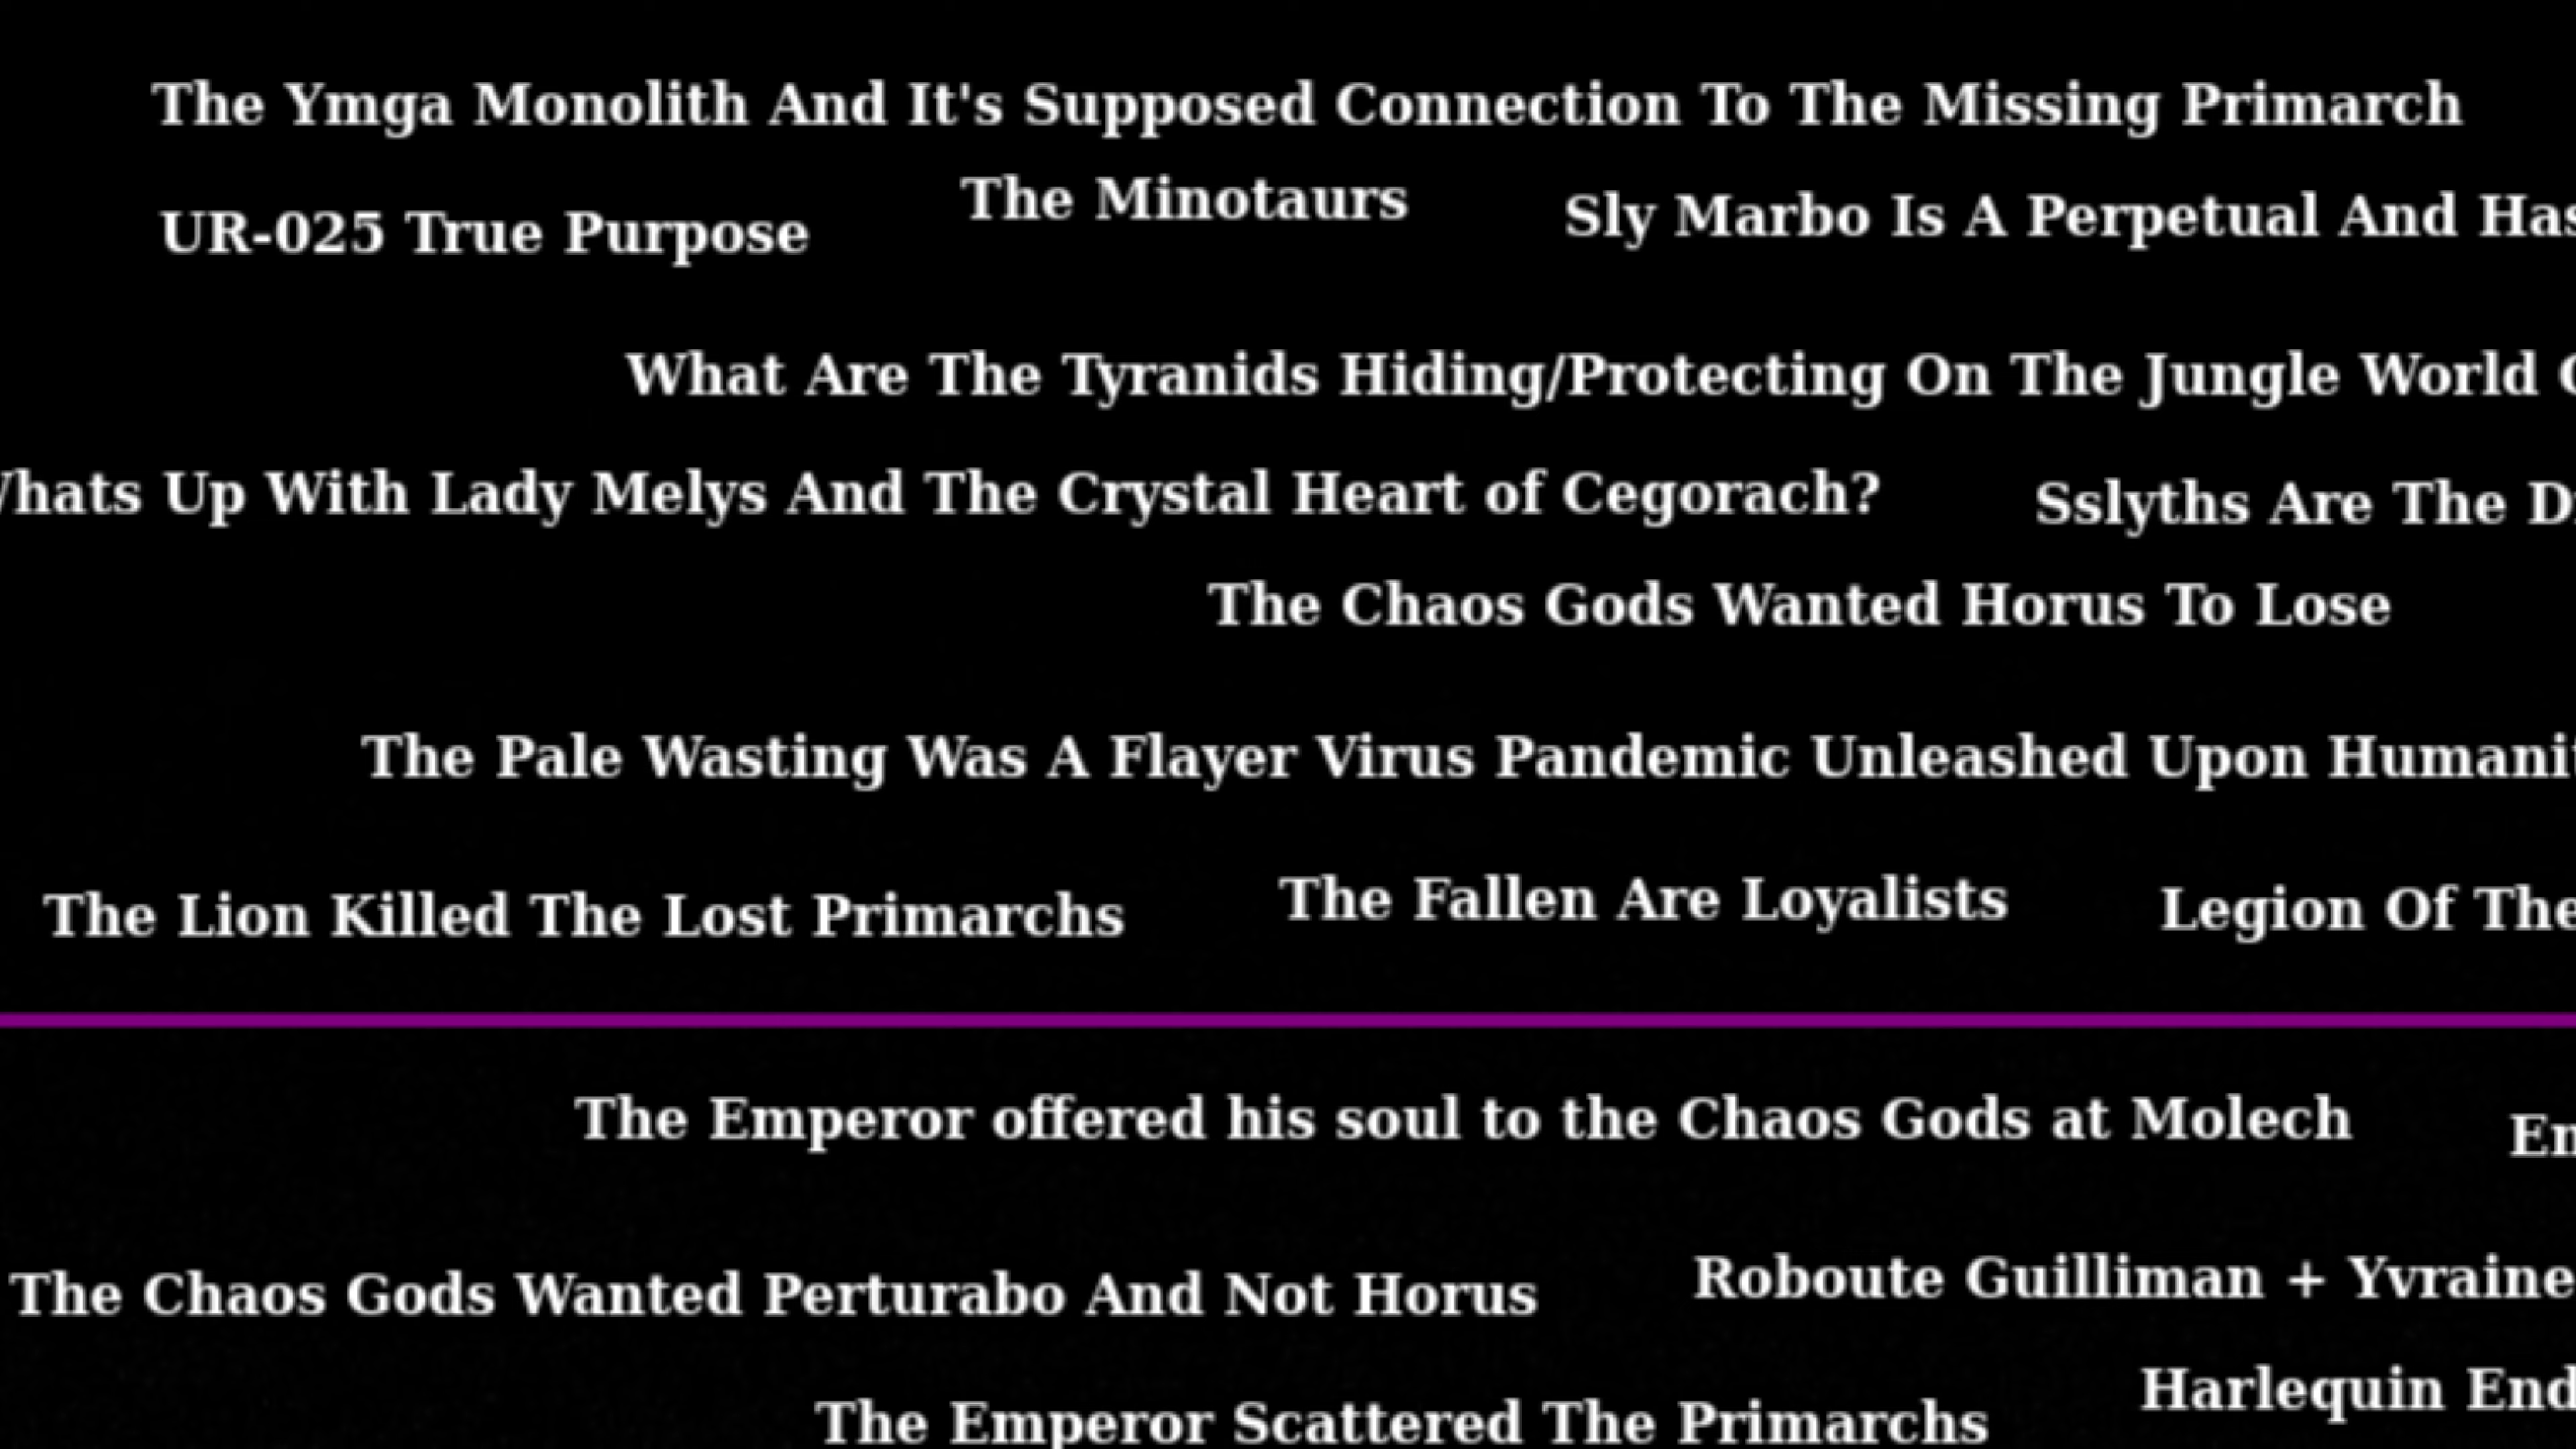 The Ymga Monolith And It's Supposed Connection To The Missing Primarch
The Minotaurs
UR-025 True Purpose
Sly Marbo Is A Perpetual And Has
What Are The Tyranids Hiding/Protecting On The Jungle World
Up With Lady Melys And The Crystal Heart of Cegorach?
Sslyths Are The
The Chaos Gods Wanted Horus To Lose
The Pale Wasting Was A Flayer Virus Pandemic Unleashed Upon
The Lion Killed The Lost Primarchs
The Fallen Are Loyalists
Legion Of The
The Emperor offered his soul to the Chaos Gods at Molech
The Chaos Gods Wanted Perturabo And Not Horus
Roboute Guilliman + Yvraine
Harlequin
The Emperor Scattered The Primarchs